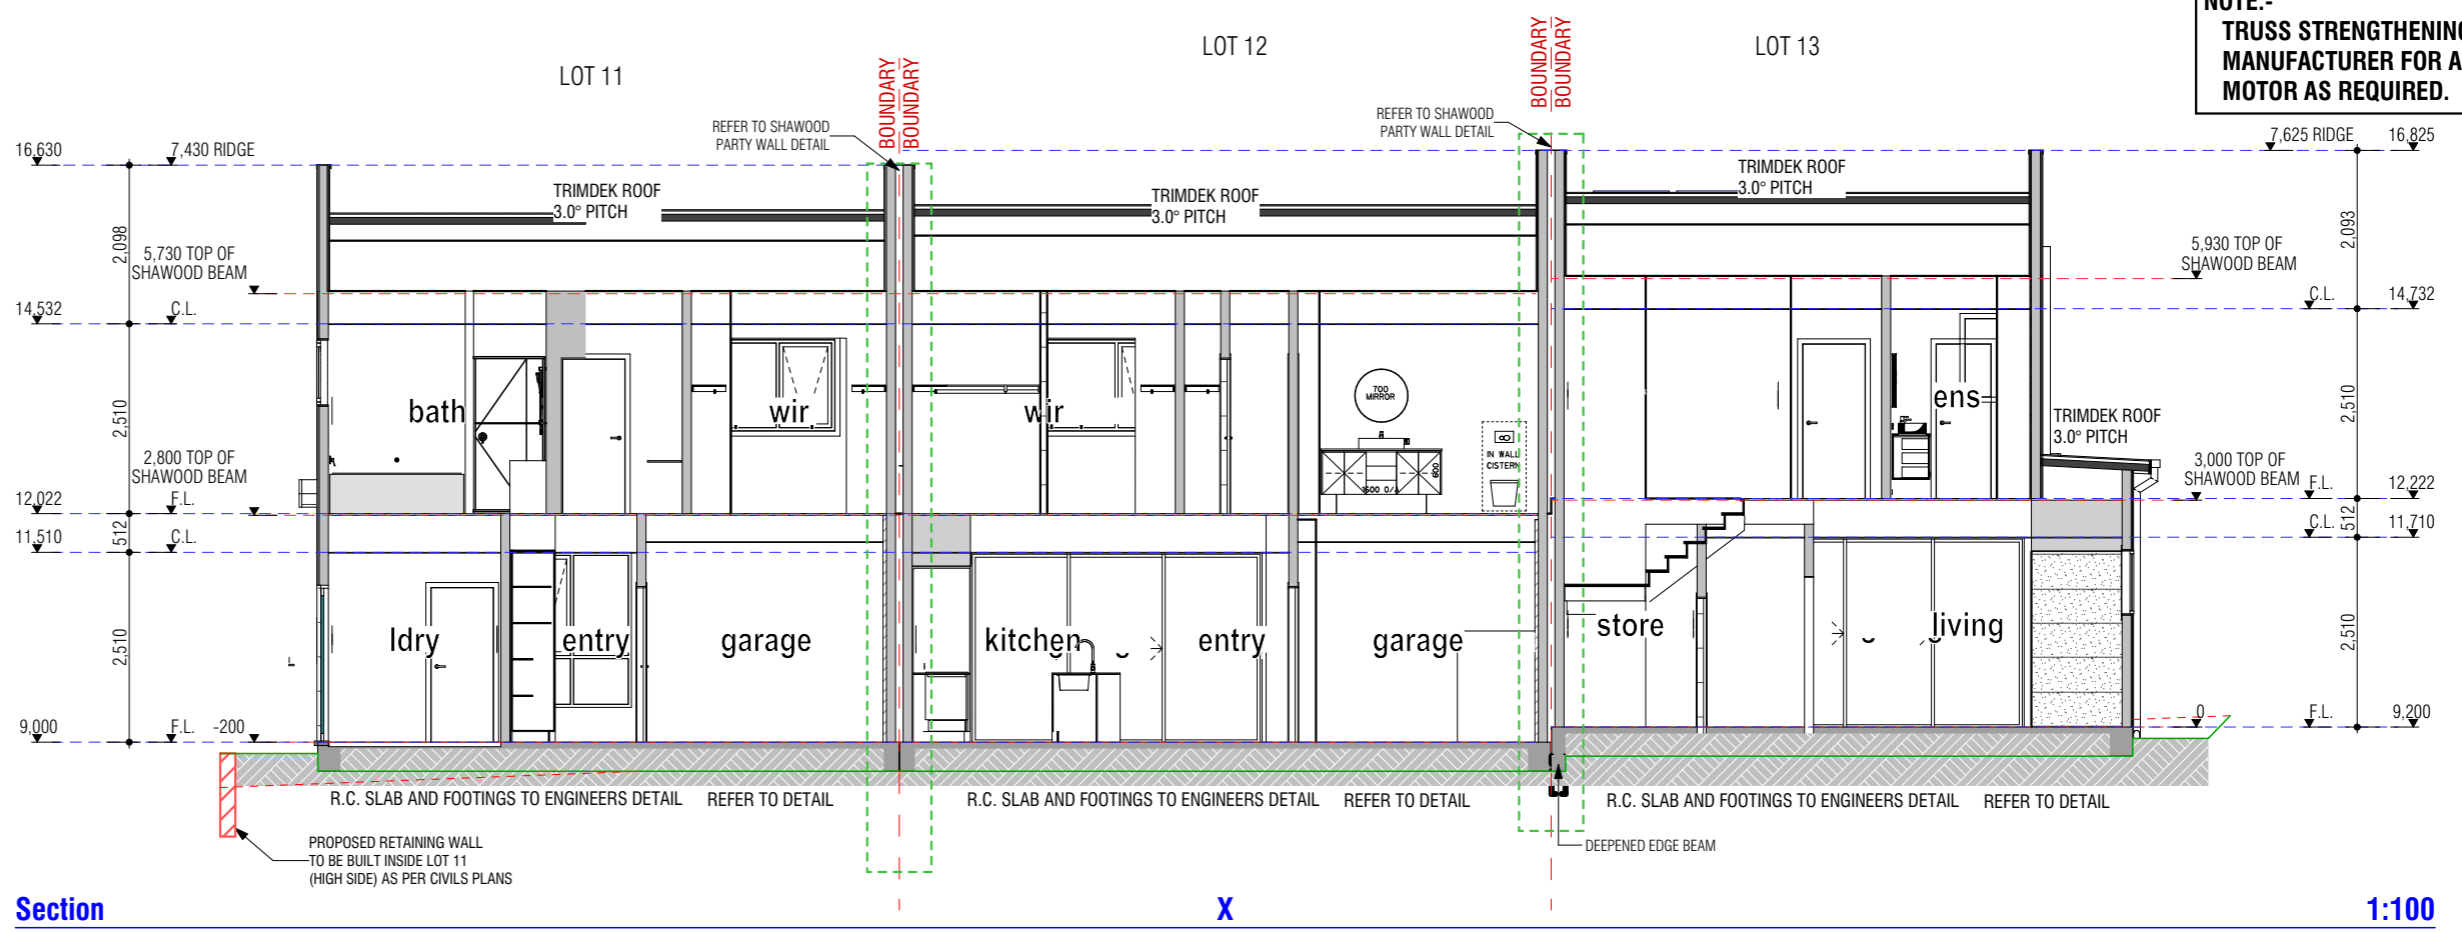 NOTE:-
TRUSS STRENGTHENING
MANUFACTURER FOR A
MOTOR AS REQUIRED.
LOT 11
LOT 12
LOT 13
BOUNDARY
BOUNDARY
BOUNDARY
BOUNDARY
REFER TO SHAWOOD
PARTY WALL DETAIL
REFER TO SHAWOOD
PARTY WALL DETAIL
16,630
7,430 RIDGE
7,625 RIDGE
16,825
TRIMDEK ROOF
3.0° PITCH
TRIMDEK ROOF
3.0° PITCH
TRIMDEK ROOF
3.0° PITCH
2,098
2,093
5,730 TOP OF
SHAWOOD BEAM
5,930 TOP OF
SHAWOOD BEAM
14,532
C.L.
C.L.
14,732
2,510
2,510
bath
wir
wir
700
MIRROR
IN WALL
CISTERN
1600 O/A
600
ens
TRIMDEK ROOF
3.0° PITCH
2,800 TOP OF
SHAWOOD BEAM
3,000 TOP OF
SHAWOOD BEAM
12,022
F.L.
F.L.
12,222
512
512
11,510
C.L.
C.L.
11,710
2,510
2,510
ldry
entry
garage
kitchen
entry
garage
store
living
9,000
F.L.
-200
0
F.L.
9,200
R.C. SLAB AND FOOTINGS TO ENGINEERS DETAIL
REFER TO DETAIL
R.C. SLAB AND FOOTINGS TO ENGINEERS DETAIL
REFER TO DETAIL
R.C. SLAB AND FOOTINGS TO ENGINEERS DETAIL
REFER TO DETAIL
PROPOSED RETAINING WALL
TO BE BUILT INSIDE LOT 11
(HIGH SIDE) AS PER CIVILS PLANS
DEEPENED EDGE BEAM
Section
X
1:100